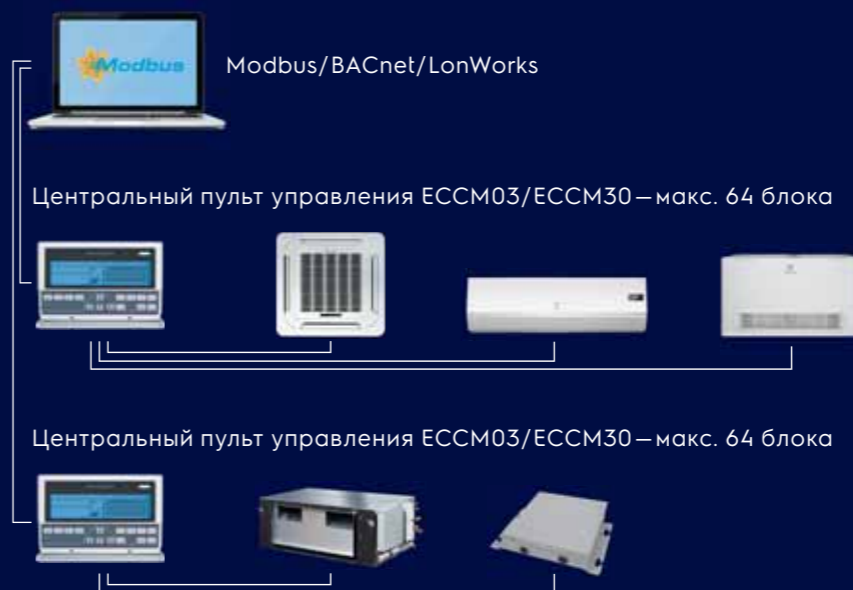 Modbus
Modbus/BACnet/LonWorks
Центральный пульт управления ECCM03/ECCM30—макс. 64 блока
Центральный пульт управления ECCM03/ECCM30—макс. 64 блока